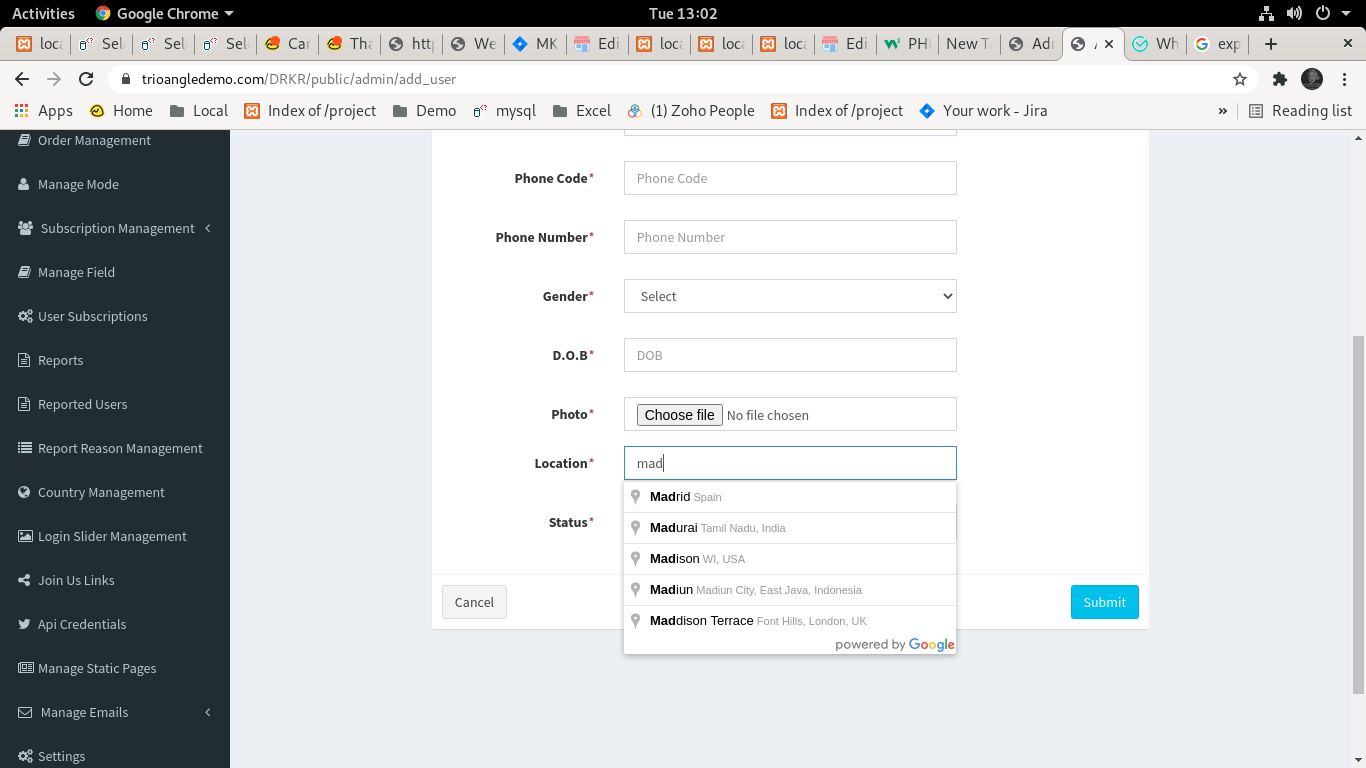 Activities Google Chrome Tue 13:02
loca Sel Sel Sel Car Tha http We MK Edi loca loca loca Edi PHI New T Adr A Wh exp
trioangledemo.com/DRKR/public/admin/add_user
Apps Home Local Index of /project Demo mysql Excel (1) Zoho People Index of /project Your work - Jira » Reading list
Order Management
Manage Mode
Subscription Management
Manage Field
User Subscriptions
Reports
Reported Users
Report Reason Management
Country Management
Login Slider Management
Join Us Links
Api Credentials
Manage Static Pages
Manage Emails
Settings
Phone Code* Phone Code
Phone Number* Phone Number
Gender* Select
D.O.B* DOB
Photo* Choose file No file chosen
Location* mad
Madrid Spain
Madurai Tamil Nadu, India
Madison WI, USA
Madiun Madiun City, East Java, Indonesia
Maddison Terrace Font Hills, London, UK
powered by Google
Status*
Cancel Submit